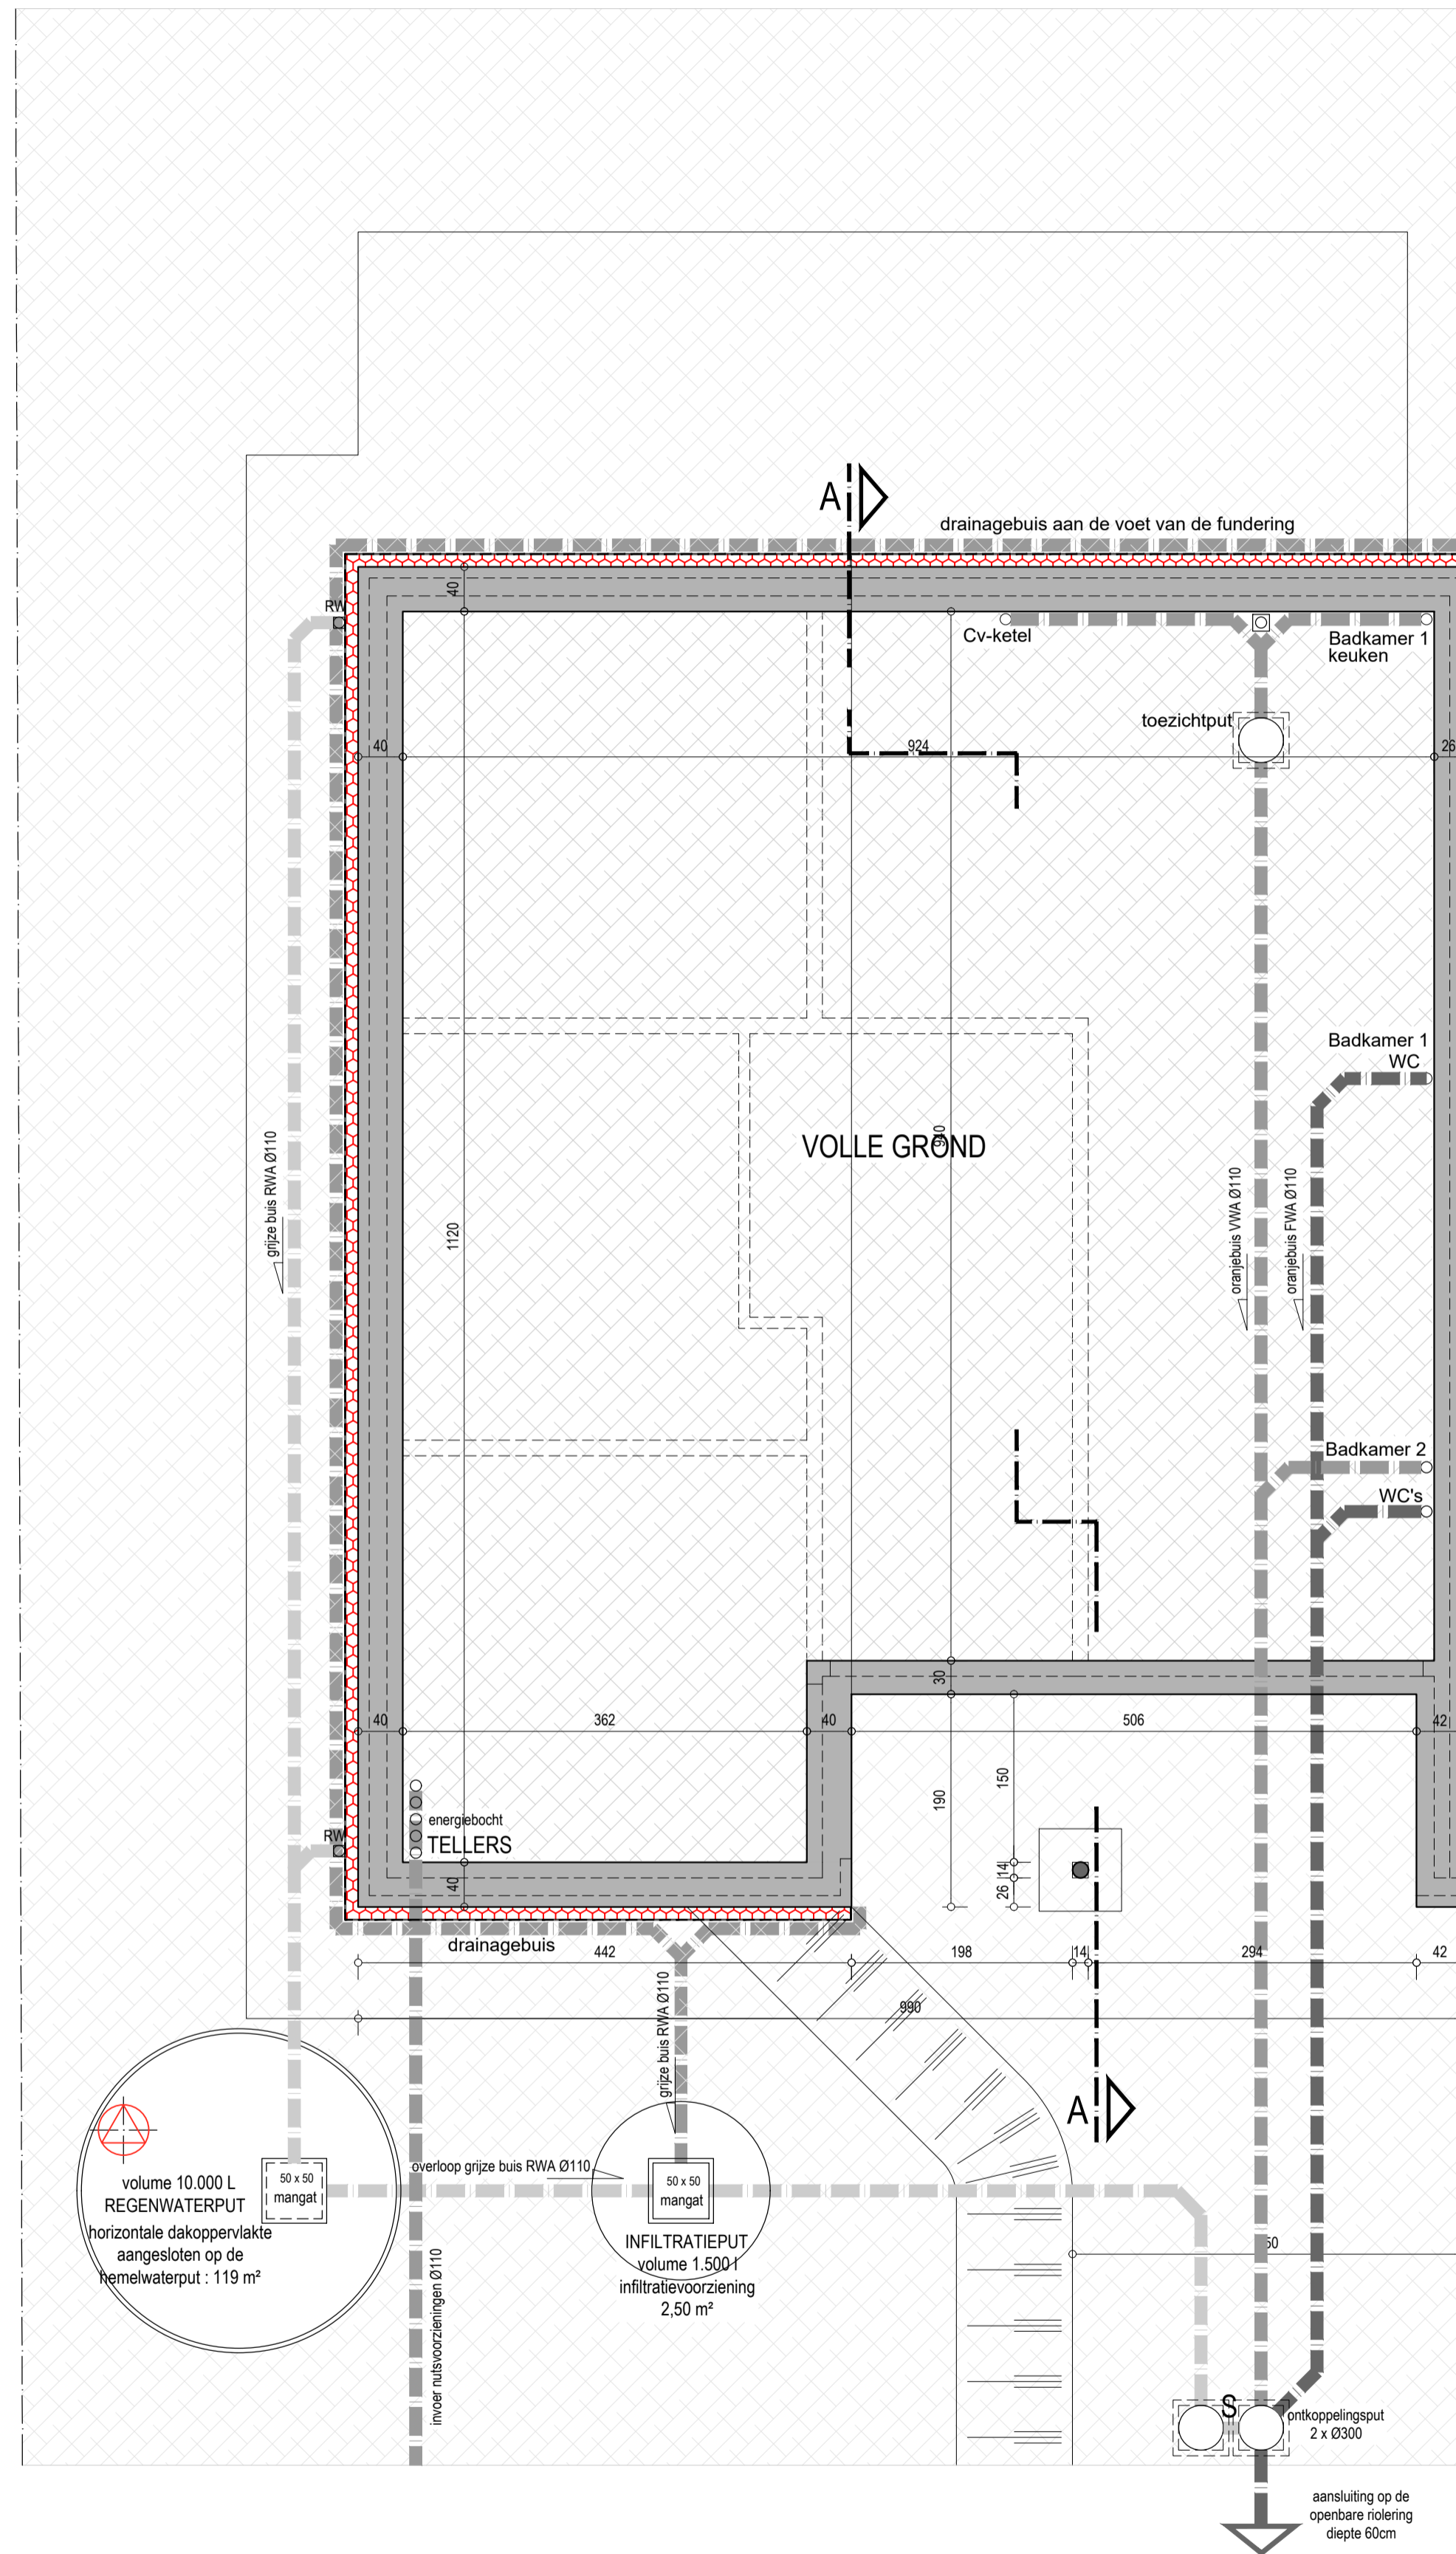 A
drainagebuis aan de voet van de fundering
40
RW
Cv-ketel
Badkamer 1
keuken
toezichtput
40
924
26
Badkamer 1
WC
VOLLE GROND
940
grijze buis RWA Ø110
1120
oranjebuis VWA Ø110
oranjebuis FWA Ø110
Badkamer 2
WC's
30
40
362
40
506
42
150
190
energiebocht
TELLERS
RW
14
26
40
drainagebuis
442
198
14
294
42
990
grijze buis RWA Ø110
A
overloop grijze buis RWA Ø110
50 x 50
mangat
50 x 50
mangat
volume 10.000 L
REGENWATERPUT
horizontale dakoppervlakte
aangesloten op de
hemelwaterput : 119 m²
INFILTRATIEPUT
volume 1.500 l
infiltratievoorziening
2,50 m²
invoer nutsvoorzieningen Ø110
S
ontkoppelingsput
2 x Ø300
aansluiting op de
openbare riolering
diepte 60cm